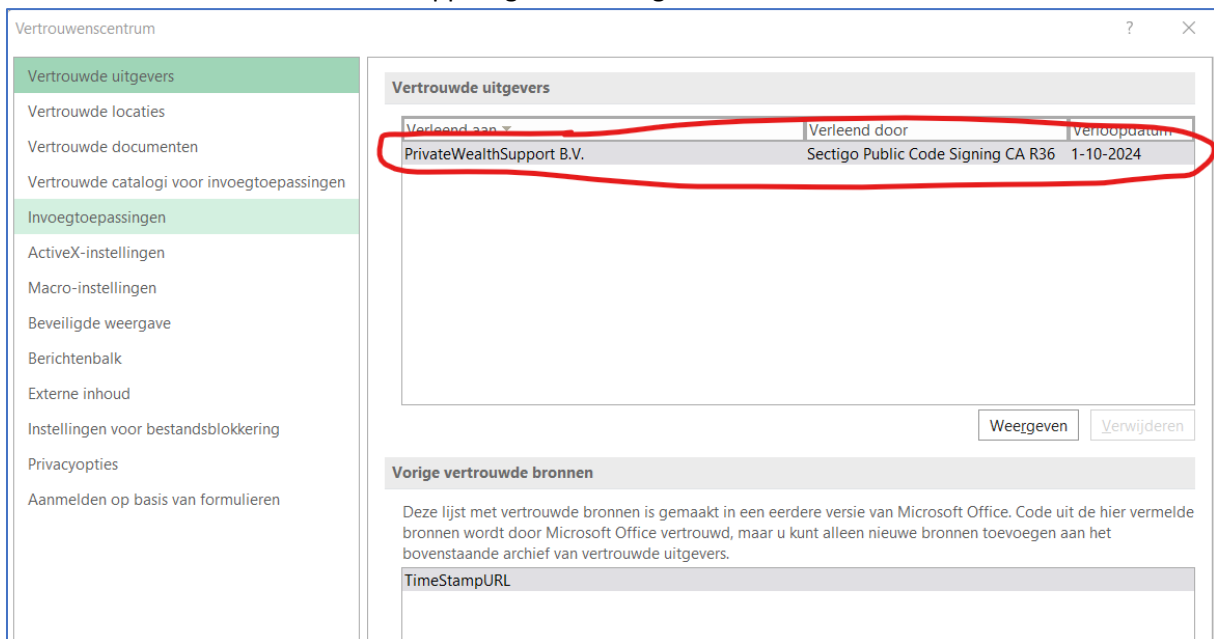 Vertrouwenscentrum
?
Vertrouwde uitgevers
Vertrouwde locaties
Vertrouwde documenten
Vertrouwde catalogi voor invoegtoepassingen
Invoegtoepassingen
ActiveX-instellingen
Macro-instellingen
Beveiligde weergave
Berichtenbalk
Externe inhoud
Instellingen voor bestandsblokkering
Privacyopties
Aanmelden op basis van formulieren
Vertrouwde uitgevers
Verleend aan Verleend door Verloopdatum
PrivateWealthSupport B.V. Sectigo Public Code Signing CA R36 1-10-2024
Weergeven Verwijderen
Vorige vertrouwde bronnen
Deze lijst met vertrouwde bronnen is gemaakt in een eerdere versie van Microsoft Office. Code uit de hier vermelde
bronnen wordt door Microsoft Office vertrouwd, maar u kunt alleen nieuwe bronnen toevoegen aan het
bovenstaande archief van vertrouwde uitgevers.
TimeStampURL